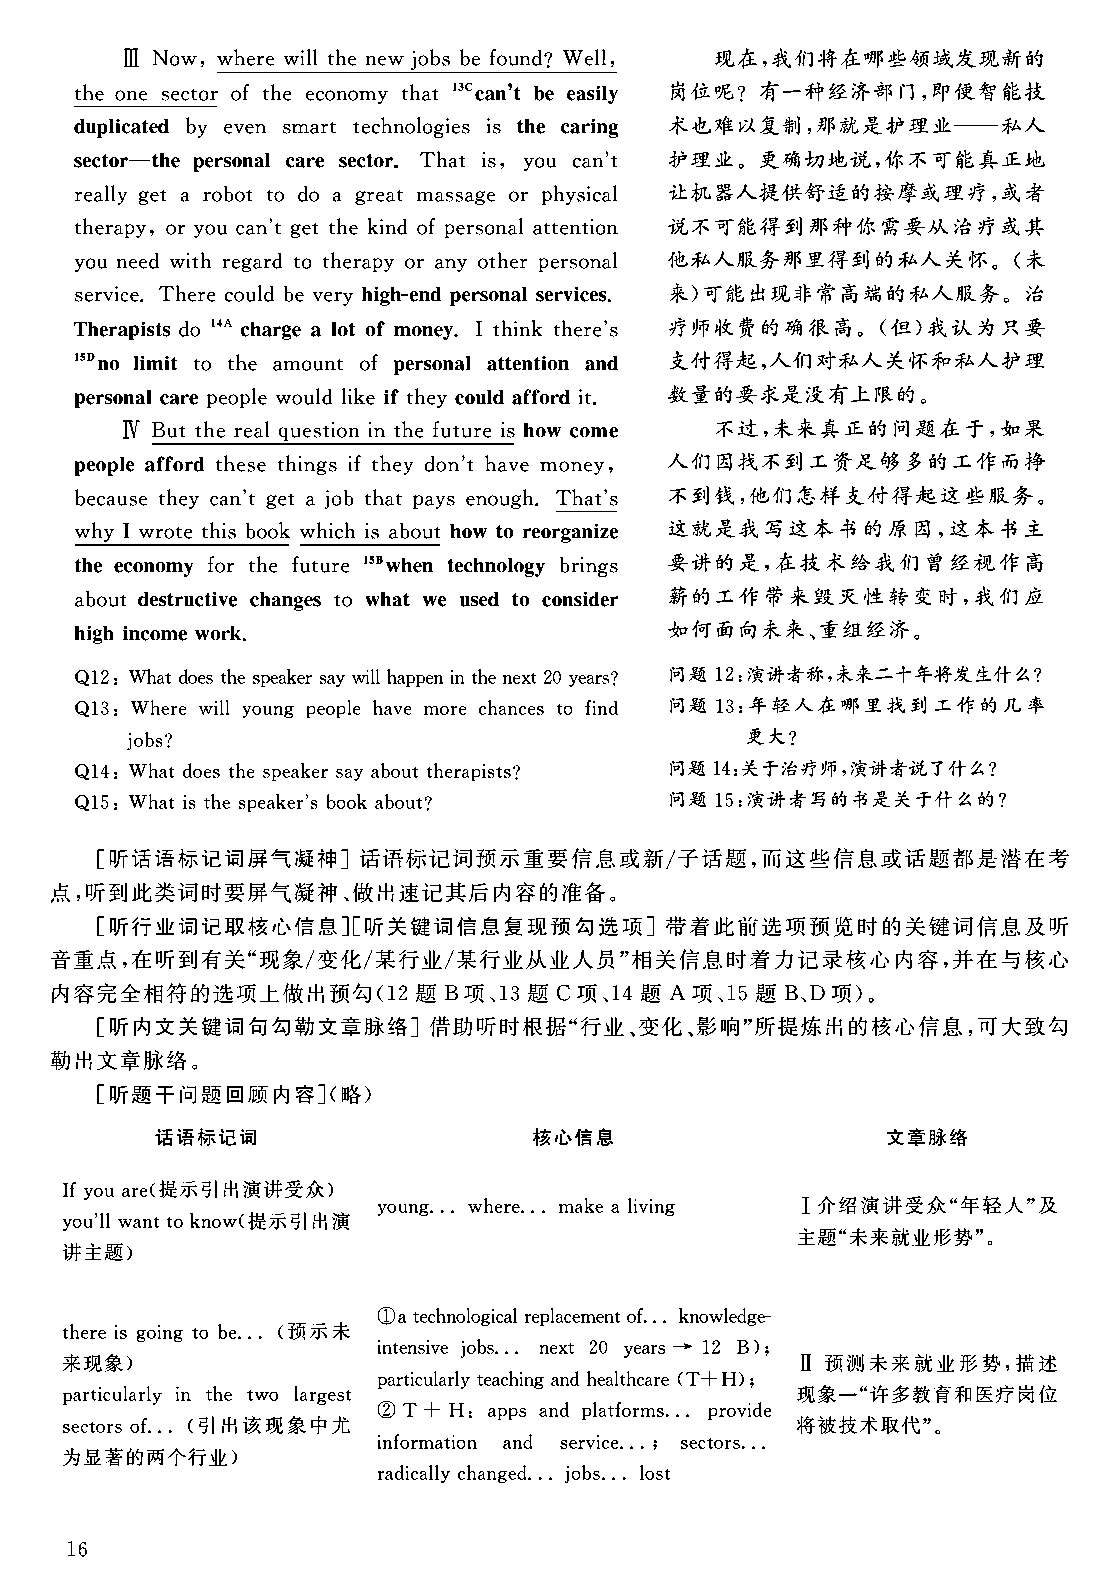 Ⅲ Now, where will the new jobs be found? Well,
the one sector of the economy that 13C can't be easily
duplicated by even smart technologies is the caring
sector—the personal care sector. That is, you can't
really get a robot to do a great massage or physical
therapy, or you can't get the kind of personal attention
you need with regard to therapy or any other personal
service. There could be very high-end personal services.
Therapists do 14A charge a lot of money. I think there's
15D no limit to the amount of personal attention and
personal care people would like if they could afford it.
Ⅳ But the real question in the future is how come
people afford these things if they don't have money,
because they can't get a job that pays enough. That's
why I wrote this book which is about how to reorganize
the economy for the future 15B when technology brings
about destructive changes to what we used to consider
high income work.
Q12: What does the speaker say will happen in the next 20 years?
Q13: Where will young people have more chances to find
jobs?
Q14: What does the speaker say about therapists?
Q15: What is the speaker's book about?
现在,我们将在哪些领域发现新的
岗位呢? 有一种经济部门,即便智能技
术也难以复制,那就是护理业——私人
护理业。更确切地说,你不可能真正地
让机器人提供舒适的按摩或理疗,或者
说不可能得到那种你需要从治疗或其
他私人服务那里得到的私人关怀。(未
来)可能出现非常高端的私人服务。治
疗师收费的确很高。(但)我认为只要
支付得起,人们对私人关怀和私人护理
数量的要求是没有上限的。
不过,未来真正的问题在于,如果
人们因找不到工资足够多的工作而挣
不到钱,他们怎样支付得起这些服务。
这就是我写这本书的原因,这本书主
要讲的是,在技术给我们曾经视作高
薪的工作带来毁灭性转变时,我们应
如何面向未来、重组经济。
问题 12:演讲者称,未来二十年将发生什么?
问题 13:年轻人在哪里找到工作的几率
更大?
问题 14:关于治疗师,演讲者说了什么?
问题 15:演讲者写的书是关于什么的?
[听话语标记词屏气凝神] 话语标记词预示重要信息或新/子话题,而这些信息或话题都是潜在考
点,听到此类词时要屏气凝神、做出速记其后内容的准备。
[听行业词记取核心信息][听关键词信息复现预勾选项] 带着此前选项预览时的关键词信息及听
音重点,在听到有关“现象/变化/某行业/某行业从业人员”相关信息时着力记录核心内容,并在与核心
内容完全相符的选项上做出预勾(12 题 B 项、13 题 C 项、14 题 A 项、15 题 B、D 项)。
[听内文关键词句勾勒文章脉络] 借助听时根据“行业、变化、影响”所提炼出的核心信息,可大致勾
勒出文章脉络。
[听题干问题回顾内容](略)
话语标记词 核心信息 文章脉络
If you are(提示引出演讲受众)
you'll want to know(提示引出演
讲主题)
young... where... make a living
Ⅰ介绍演讲受众“年轻人”及
主题“未来就业形势”。
there is going to be... (预示未
来现象)
particularly in the two largest
sectors of... (引出该现象中尤
为显著的两个行业)
①a technological replacement of... knowledge-
intensive jobs... next 20 years→ 12 B);
particularly teaching and healthcare (T+H);
② T + H: apps and platforms... provide
information and service...; sectors...
radically changed... jobs... lost
Ⅱ 预测未来就业形势,描述
现象一“许多教育和医疗岗位
将被技术取代”。
16